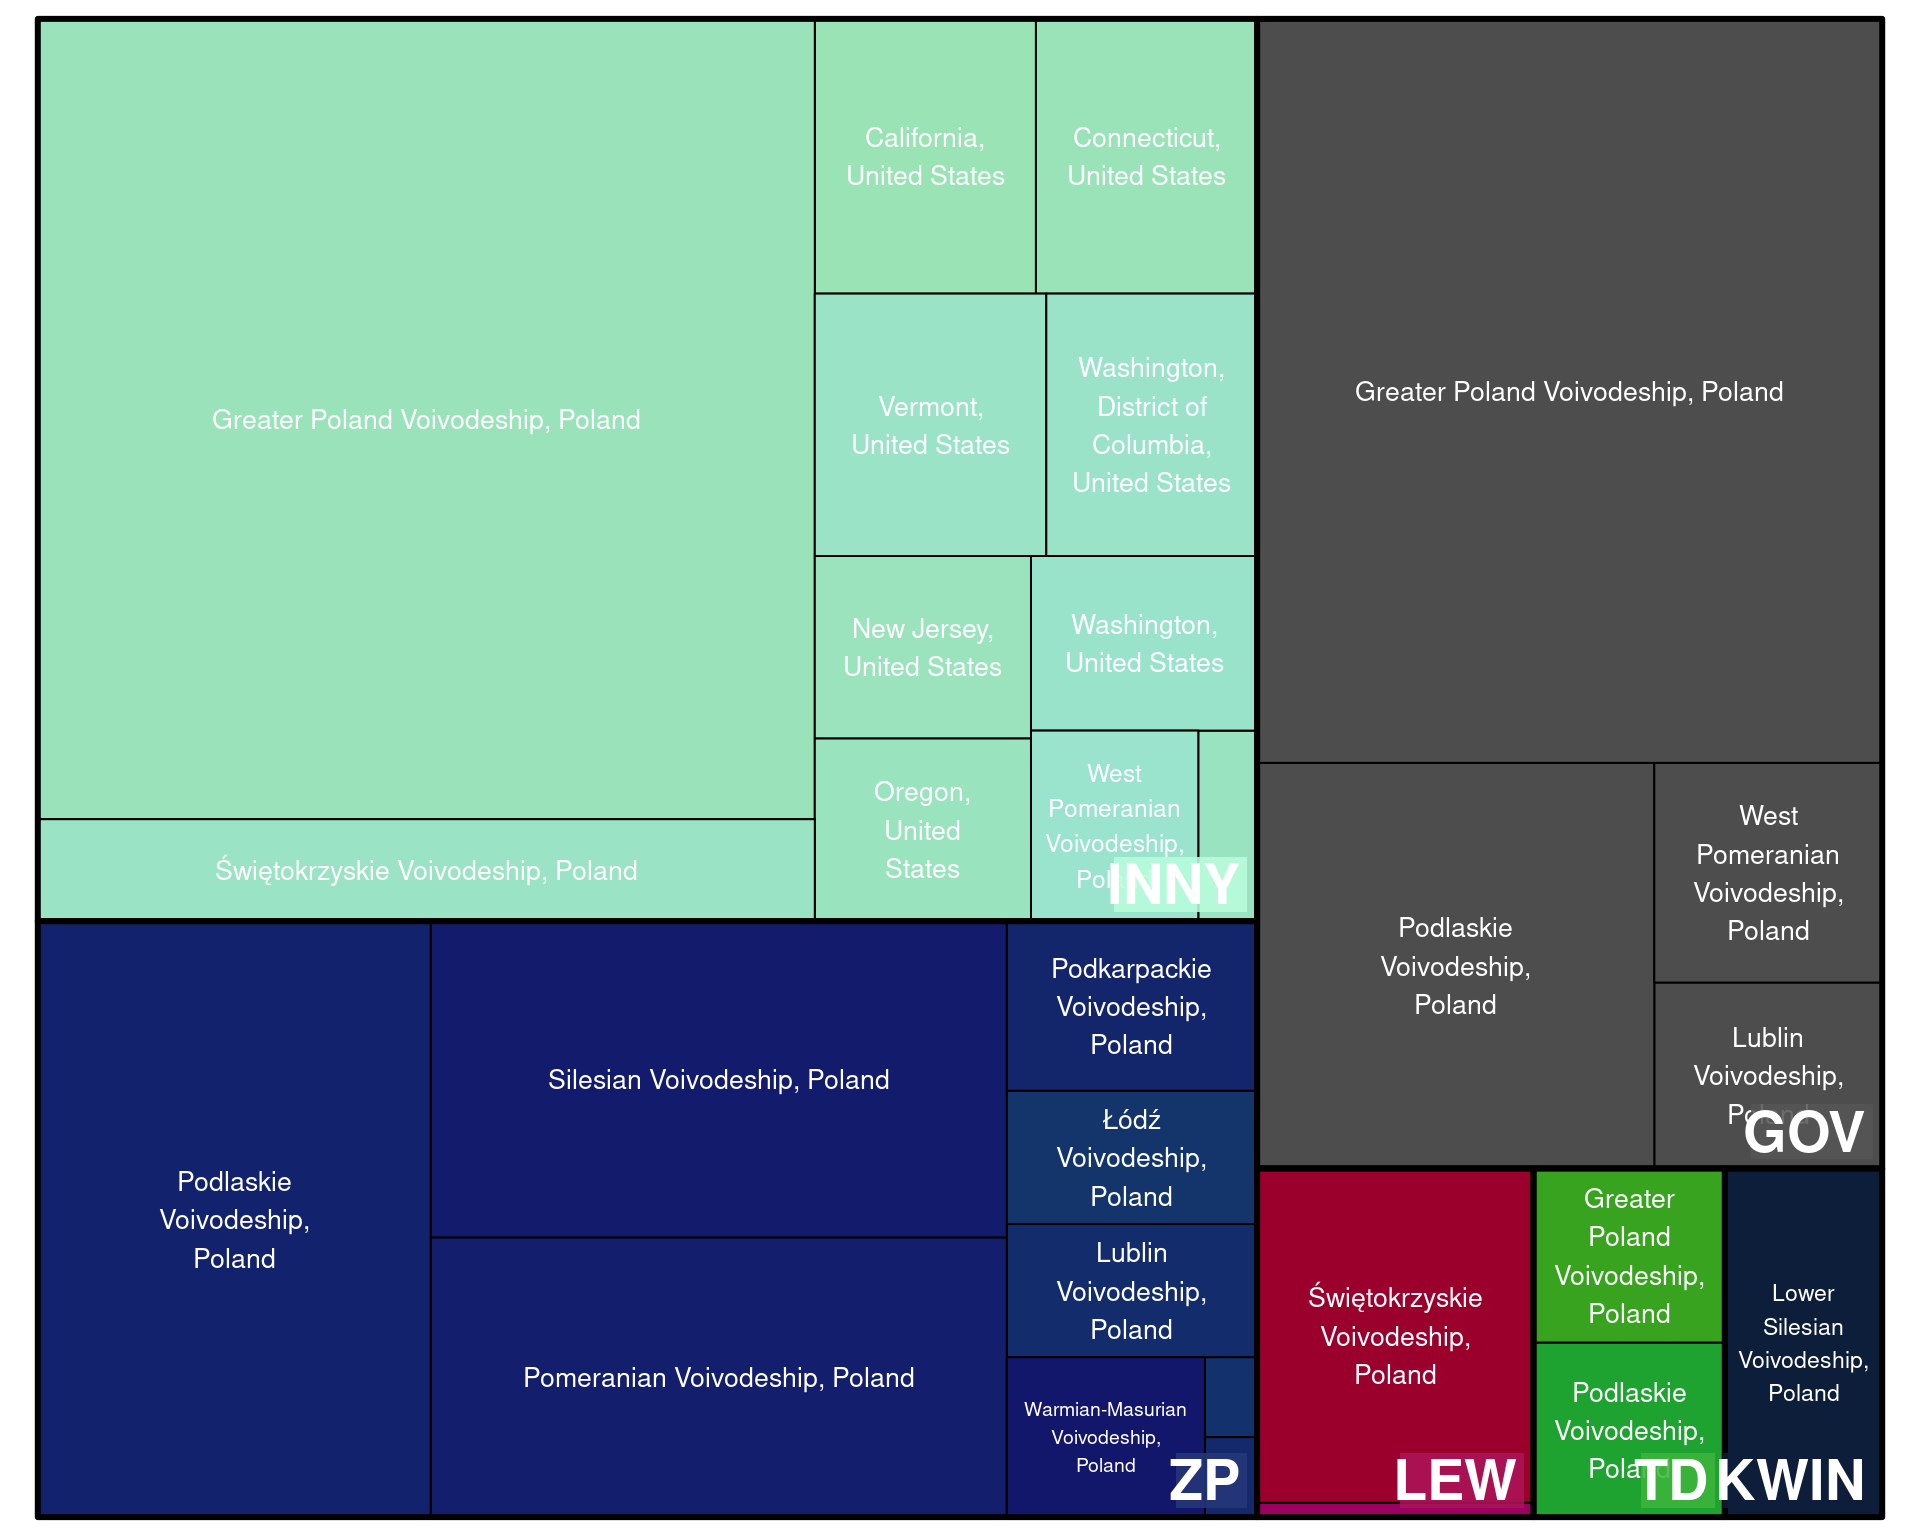 Greater Poland Voivodeship, Poland
Świętokrzyskie Voivodeship, Poland
California,
United States
Connecticut,
United States
Vermont,
United States
Washington,
District of
Columbia,
United States
New Jersey,
United States
Washington,
United States
Oregon,
United
States
West
Pomeranian
Voivodeship,
Pol
INNY
Podlaskie
Voivodeship,
Poland
Silesian Voivodeship, Poland
Pomeranian Voivodeship, Poland
Podkarpackie
Voivodeship,
Poland
Łódź
Voivodeship,
Poland
Lublin
Voivodeship,
Poland
Warmian-Masurian
Voivodeship,
Poland
ZP
Greater Poland Voivodeship, Poland
Podlaskie
Voivodeship,
Poland
West
Pomeranian
Voivodeship,
Poland
Lublin
Voivodeship,
Poland
GOV
Świętokrzyskie
Voivodeship,
Poland
LEW
Greater
Poland
Voivodeship,
Poland
Podlaskie
Voivodeship,
Poland
TD
Lower
Silesian
Voivodeship,
Poland
KWIN